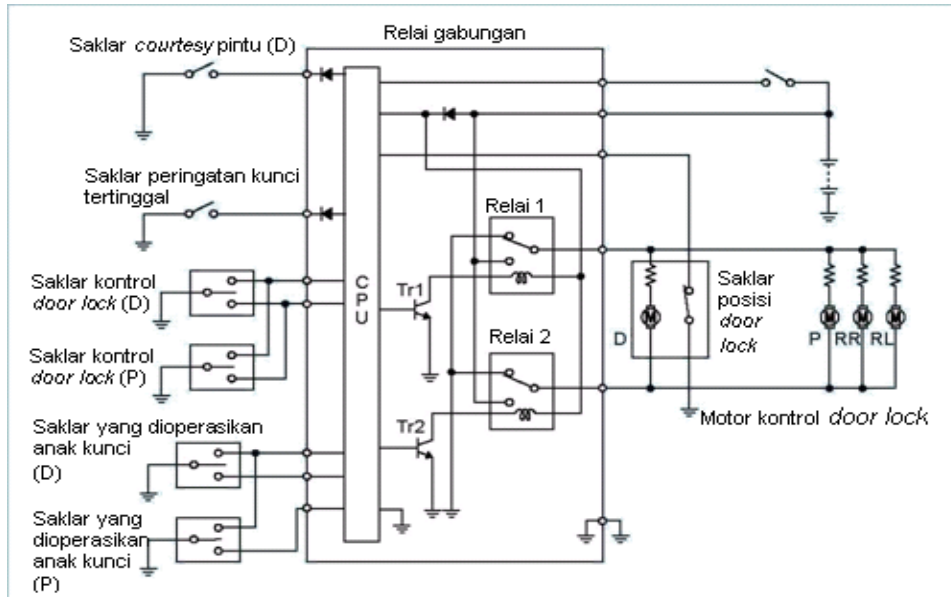 Relai gabungan
Saklar courtesy pintu (D)
Saklar peringatan kunci
tertinggal
Saklar kontrol
door lock (D)
Saklar kontrol
door lock (P)
Saklar yang dioperasikan
anak kunci
(D)
Saklar yang
dioperasikan
anak kunci
(P)
C
P
U
Tr1
Tr2
Relai 1
Relai 2
M
D
Saklar
posisi
door
lock
M
M
M
P
RR
RL
Motor kontrol door lock